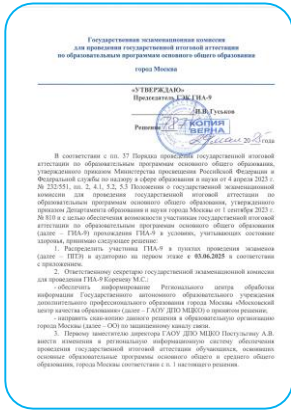 Государственная экзаменационная комиссия
для проведения государственной итоговой аттестации
по образовательным программам основного общего образования
город Москва
«УТВЕРЖДАЮ»
Председатель ГЭК ГИА-9
П.В. Гуськов
Решение
КОПИЯ
ВЕРНА
В соответствии с пп. 37 Порядка проведения государственной итоговой
аттестации по образовательным программам основного общего образования,
утвержденного приказом Министерства просвещения Российской Федерации и
Федеральной службы по надзору в сфере образования и науки от 4 апреля 2023 г.
№ 232/551, пп. 2.4.1, 5.2, 5.3 Положения о государственной экзаменационной
комиссии для проведения государственной итоговой аттестации по
образовательным программам основного общего образования, утвержденного
приказом Департамента образования и науки города Москвы от 1 сентября 2023 г.
№ 810 и с целью обеспечения возможности участникам государственной итоговой
аттестации по образовательным программам основного общего образования
(далее – ГИА-9) прохождения ГИА-9 в условиях, учитывающих состояние
здоровья, принимаю следующее решение:
1. Распределить участника ГИА-9 в пунктах проведения экзаменов
(далее – ППЭ) в аудиторию на первом этаже с 03.06.2025 в соответствии
с приложением.
2. Ответственному секретарю государственной экзаменационной комиссии
для проведения ГИА-9 М.С.:
- обеспечить информирование Регионального центра обработки
информации Государственного автономного образовательного учреждения
дополнительного профессионального образования города Москвы «Московский
центр качества образования» (далее – ГАОУ ДПО МЦКО) о принятом решении;
- направить скан-копию данного решения в образовательную организацию
города Москвы (далее – ОО) по защищенному каналу связи.
3. Первому заместителю директора ГАОУ ДПО МЦКО Постульгину А.В.
внести изменения в региональную информационную систему обеспечения
проведения государственной итоговой аттестации обучающихся, освоивших
основные образовательные программы основного общего и среднего общего
образования, города Москвы соответствии с п. 1 настоящего решения.